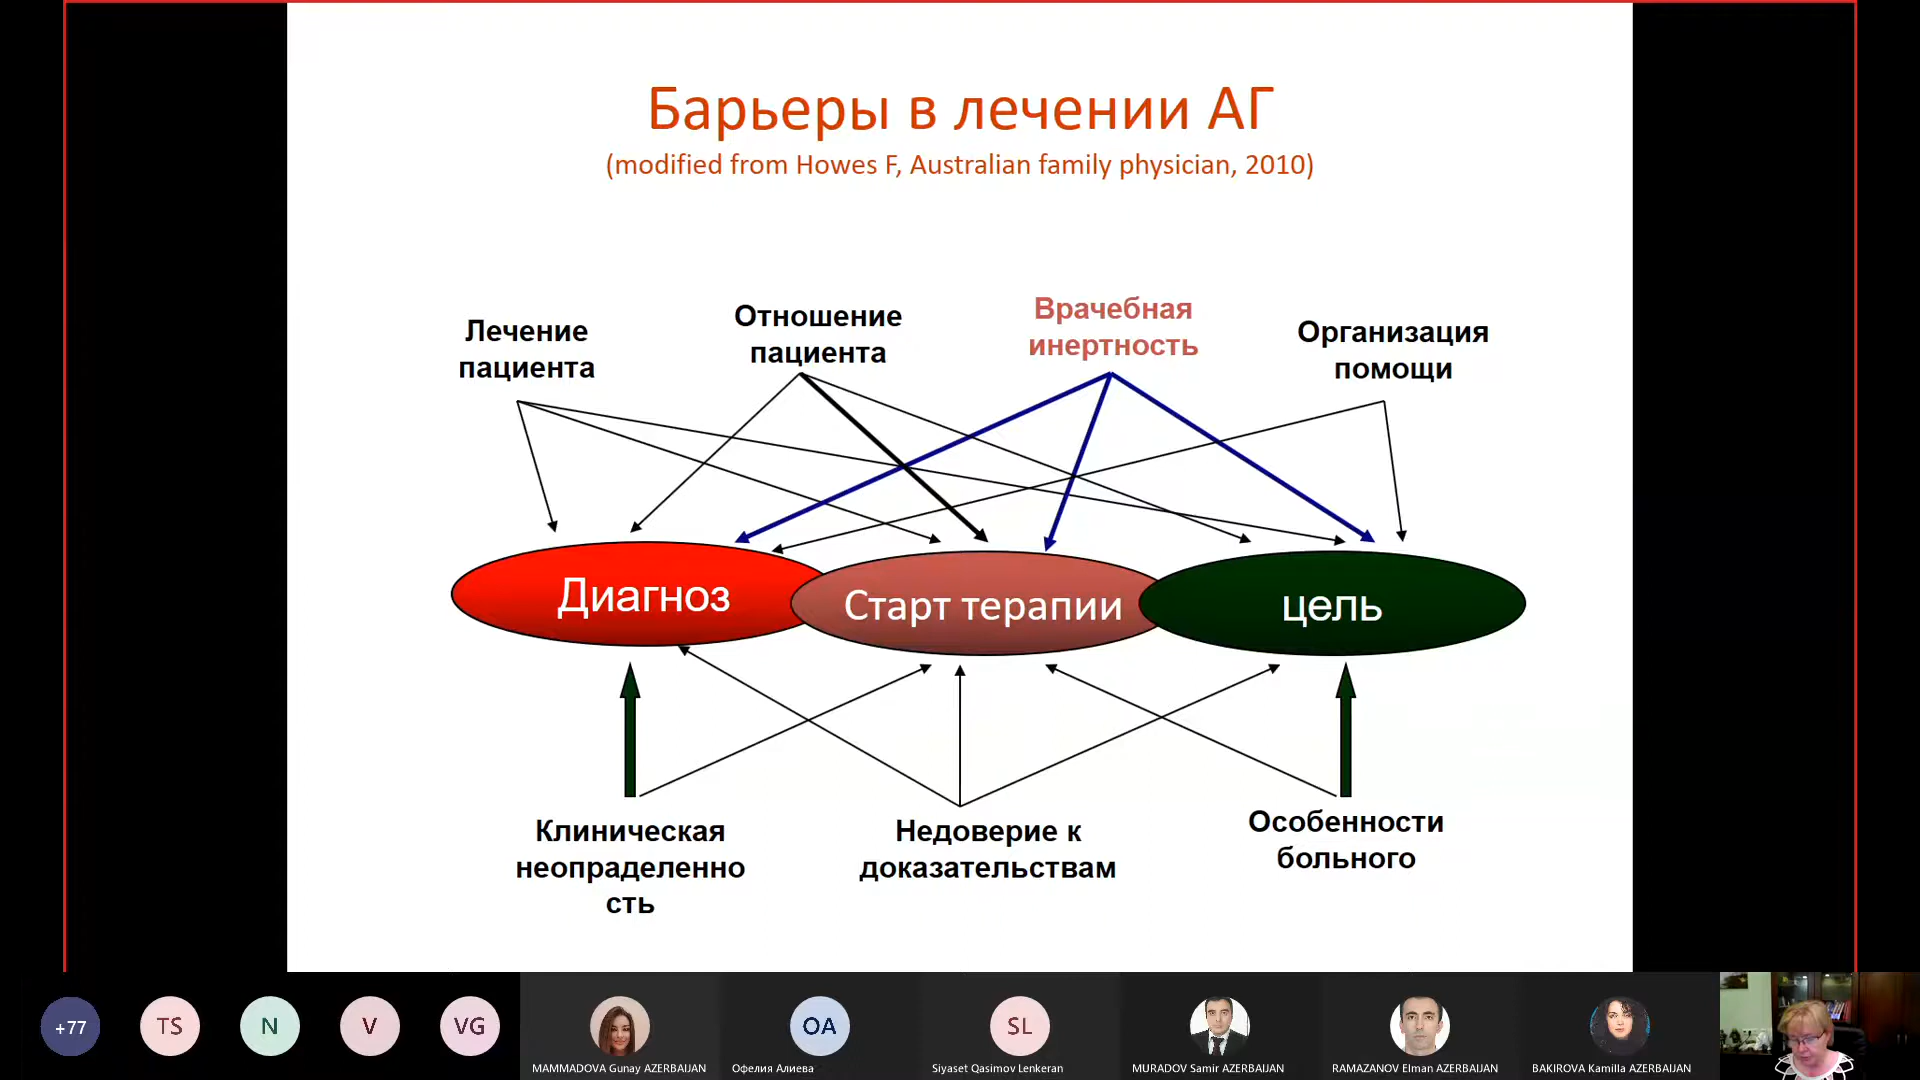 Барьеры в лечении АГ
(modified from Howes F, Australian family physician, 2010)
Лечение
пациента
Отношение
пациента
Врачебная
инертность
Организация
помощи
Диагноз
Старт терапии
цель
Клиническая
неопраделенно
сть
Недоверие к
доказательствам
Особенности
больного
+77
TS
N
V
VG
MAMMADOVA Gunay AZERBAIJAN
OA
Офелия Алиева
SL
Siyaset Qasimov Lenkeran
MURADOV Samir AZERBAIJAN
RAMAZANOV Elman AZERBAIJAN
BAKIROVA Kamilla AZERBAIJAN